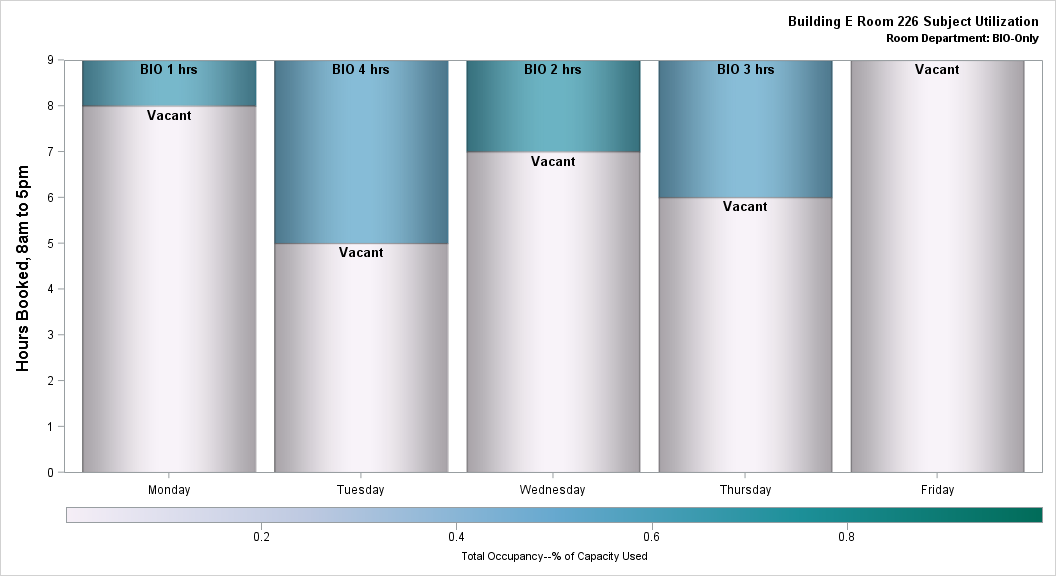 Building E Room 226 Subject Utilization
Room Department: BIO-Only
Hours Booked, 8am to 5pm
9
8
7
6
5
4
3
2
1
0
BIO 1 hrs
Vacant
BIO 4 hrs
Vacant
BIO 2 hrs
Vacant
BIO 3 hrs
Vacant
Vacant
Monday
Tuesday
Wednesday
Thursday
Friday
0.2
0.4
0.6
0.8
Total Occupancy--% of Capacity Used